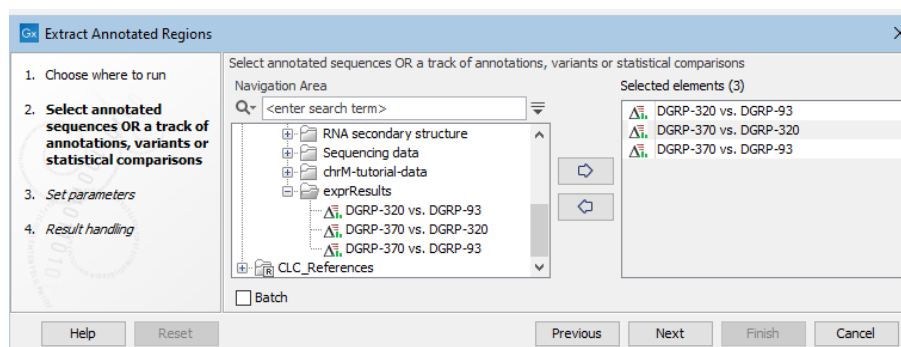 Gx Extract Annotated Regions
1. Choose where to run
2. Select annotated
sequences OR a track of
annotations, variants or
statistical comparisons
3. Set parameters
4. Result handling
Select annotated sequences OR a track of annotations, variants or statistical comparisons
Navigation Area
<enter search term>
RNA secondary structure
Sequencing data
chrM-tutorial-data
exprResults
DGRP-320 vs. DGRP-93
DGRP-370 vs. DGRP-320
DGRP-370 vs. DGRP-93
CLC_References
Batch
Selected elements (3)
DGRP-320 vs. DGRP-93
DGRP-370 vs. DGRP-320
DGRP-370 vs. DGRP-93
Help Reset Previous Next Finish Cancel